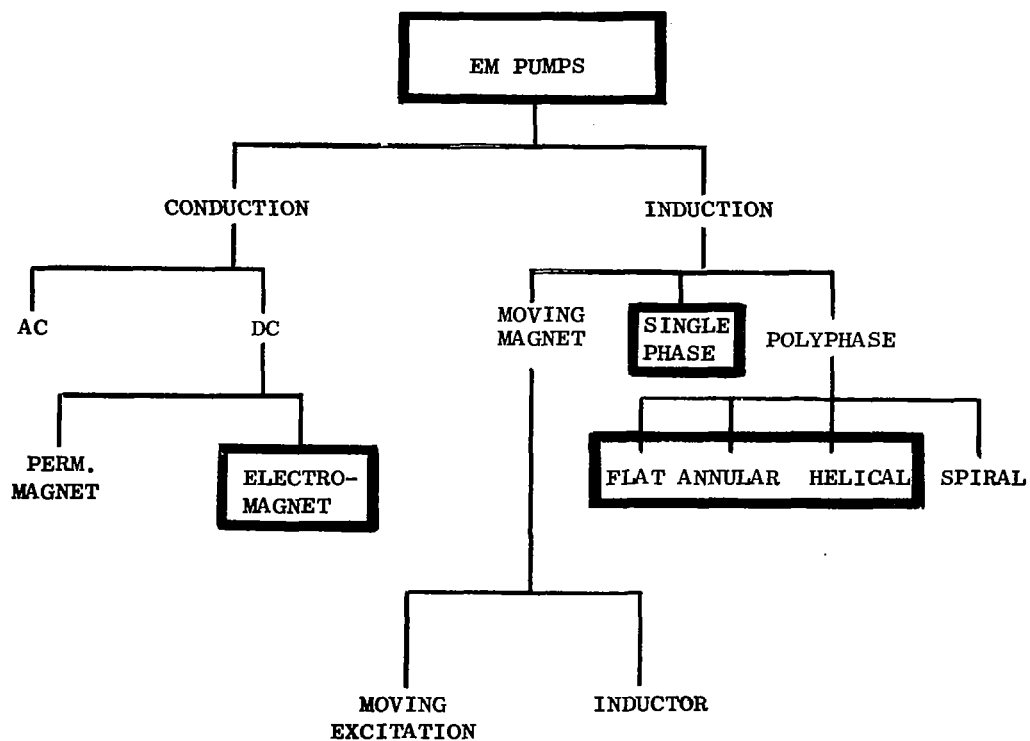 EM PUMPS
CONDUCTION
INDUCTION
AC
DC
MOVING
MAGNET
SINGLE
PHASE
POLYPHASE
PERM.
MAGNET
ELECTRO-
MAGNET
FLAT ANNULAR HELICAL SPIRAL
MOVING
EXCITATION
INDUCTOR